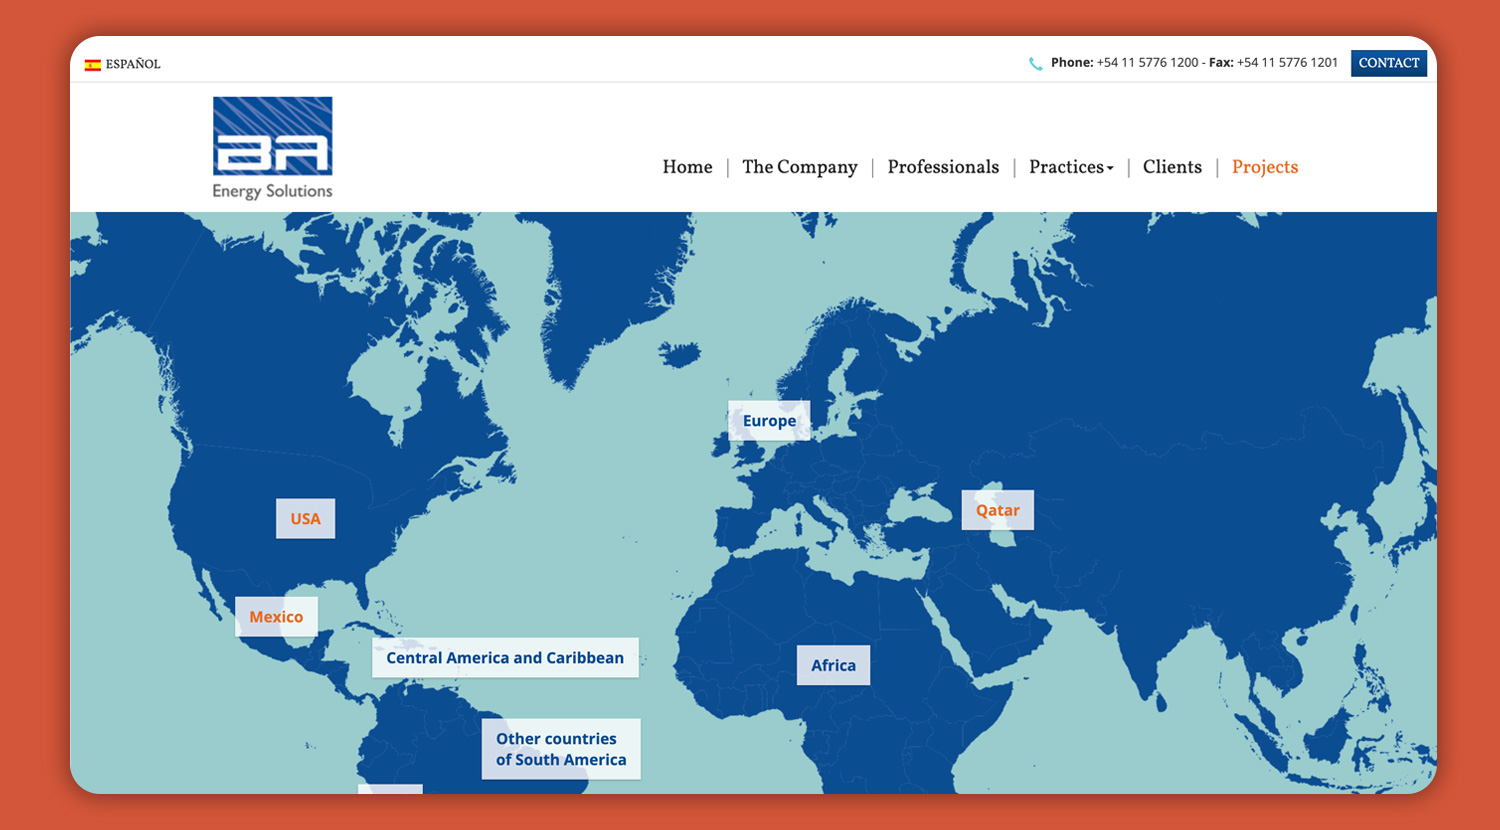 ESPAÑOL
Phone: +54 11 5776 1200 - Fax: +54 11 5776 1201
CONTACT
BA
Energy Solutions
Home
The Company
Professionals
Practices
Clients
Projects
Europe
USA
Qatar
Mexico
Central America and Caribbean
Africa
Other countries
of South America